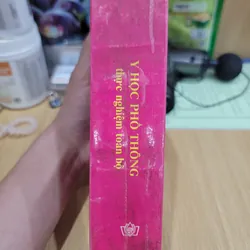 Y HỌC PHỔ THÔNG
thực nghiệm toàn bộ